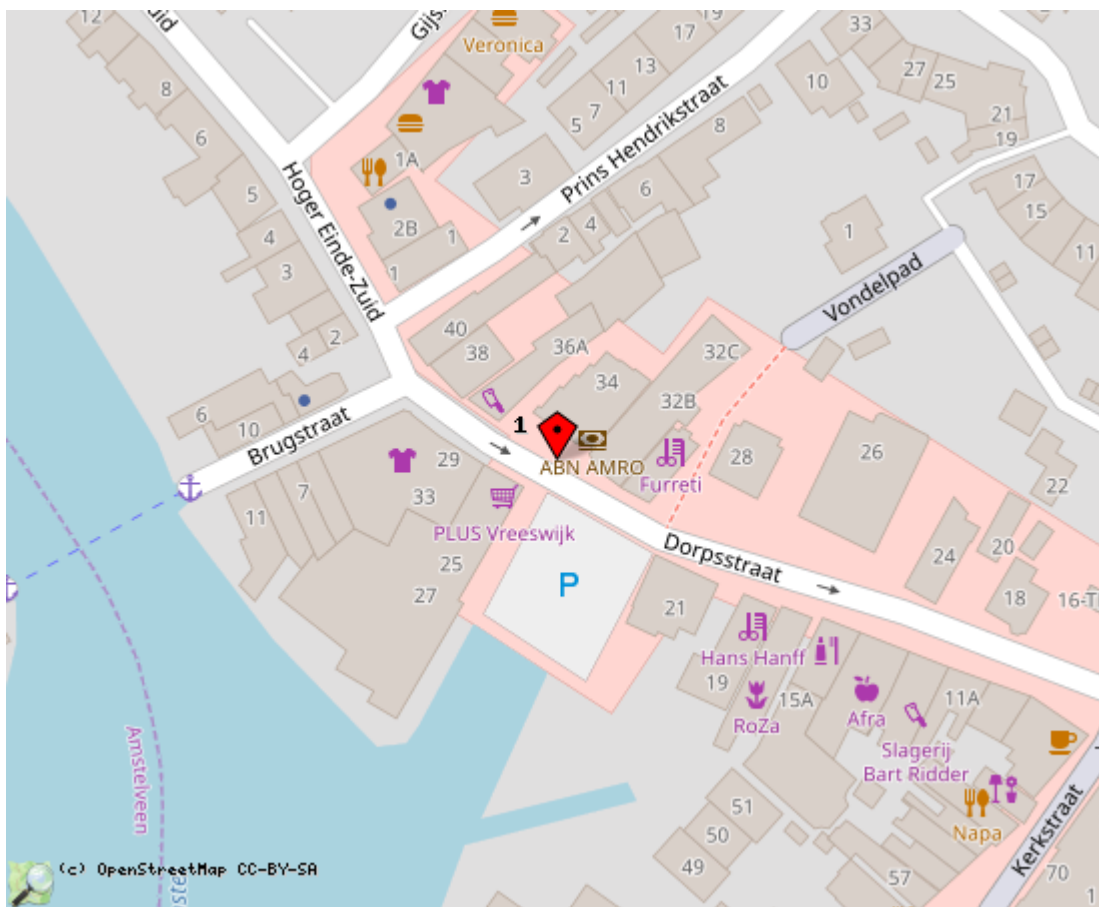 12
8
6
5
4
3
2
4
6
10
7
11
Zuid
Gijs
Veronica
1A
2B
1
1
3
5
7
11
13
17
19
33
27
25
21
19
10
8
6
4
2
Prins Hendrikstraat
Hoger Einde-Zuid
17
15
11
1
Vondelpad
40
38
36A
34
32C
32B
1
ABN AMRO
Furreti
28
26
24
22
20
18
Brugstraat
29
33
PLUS Vreeswijk
25
27
P
21
Dorpsstraat
Hans Hanff
19
RoZa
15A
Afra
11A
Slagerij
Bart Ridder
Napa
Kerkstraat
51
50
49
57
70
Amstelveen
(c) OpenStreetMap CC-BY-SA